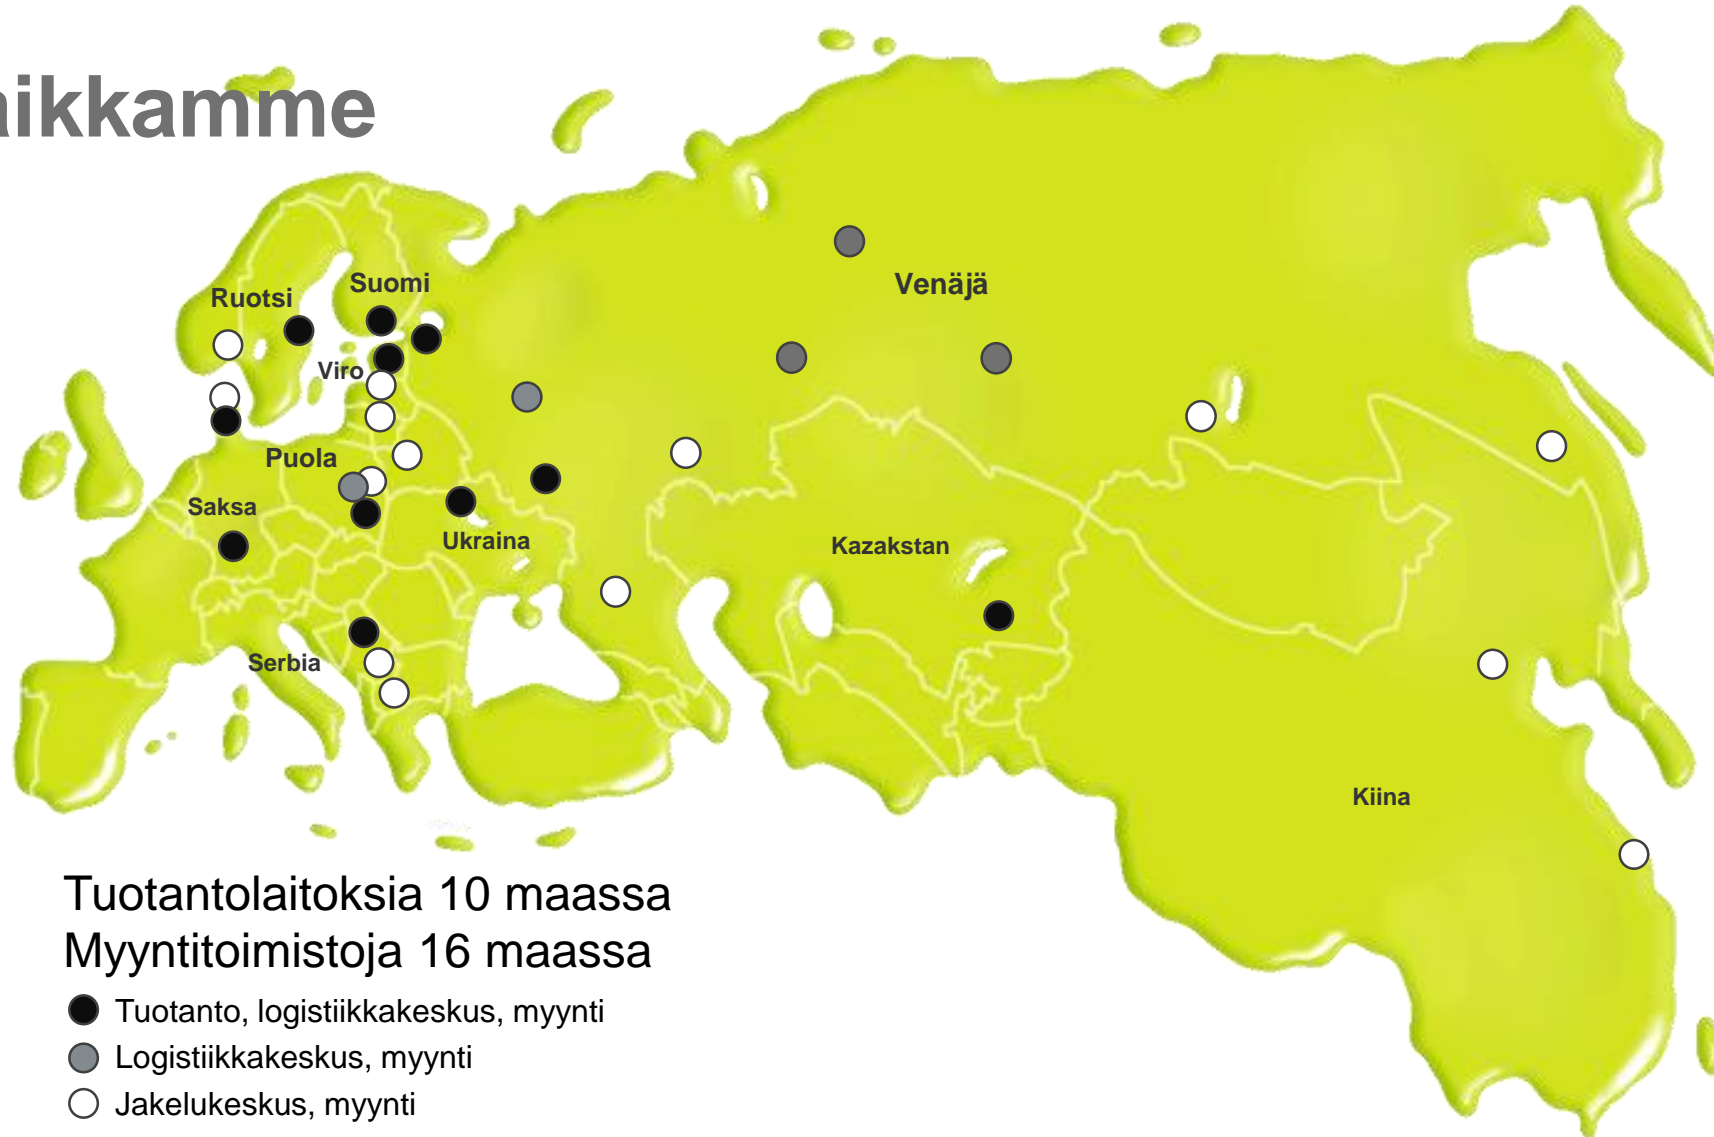 aikkamme
Venäjä
Suomi
Ruotsi
Viro
Puola
Saksa
Ukraina
Kazakstan
Serbia
Kiina
Tuotantolaitoksia 10 maassa
Myyntitoimistoja 16 maassa
Tuotanto, logistiikkakeskus, myynti
Logistiikkakeskus, myynti
Jakelukeskus, myynti